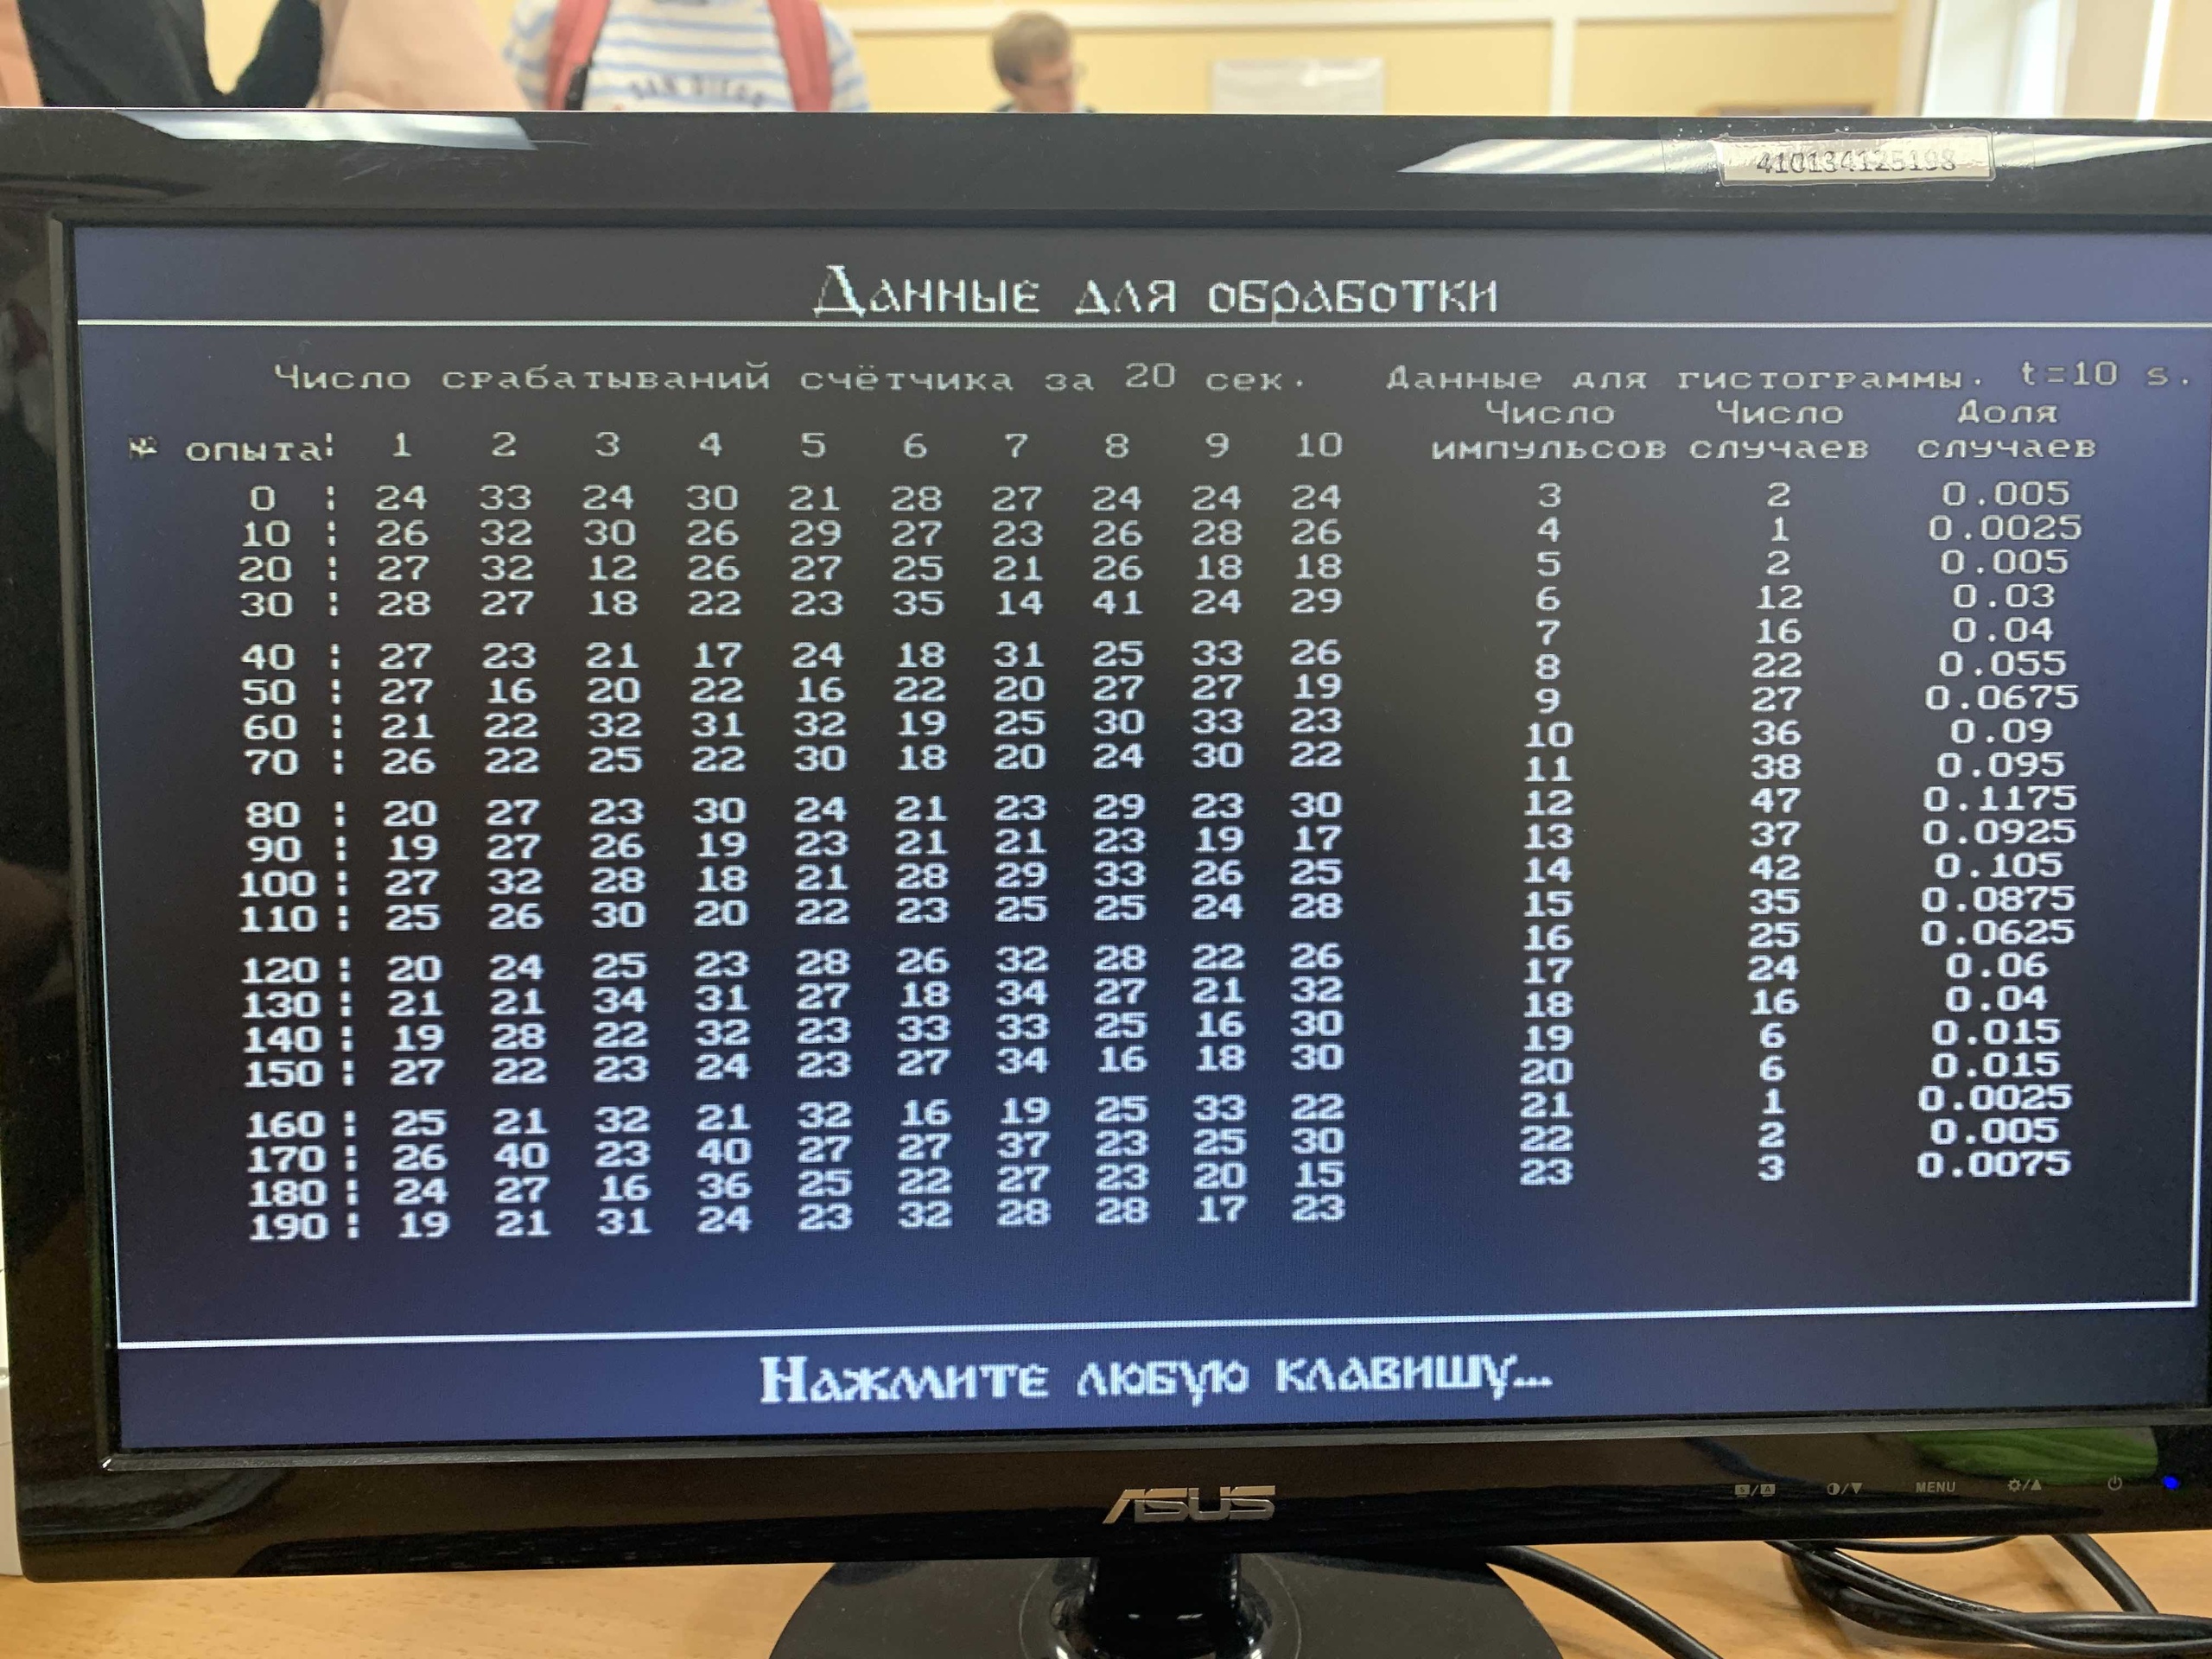 SAN DIEGO
410134125198
Данные для обработки
Число срабатываний счётчика за 20 сек. Данные для гистограммы. t=10 s.
Число Число Доля
№ опыта¦ 1 2 3 4 5 6 7 8 9 10 импульсов случаев случаев
0 ¦ 24 33 24 30 21 28 27 24 24 24 3 2 0.005
10 ¦ 26 32 30 26 29 27 23 26 28 26 4 1 0.0025
20 ¦ 27 32 12 26 27 25 21 26 18 18 5 2 0.005
30 ¦ 28 27 18 22 23 35 14 41 24 29 6 12 0.03
7 16 0.04
40 ¦ 27 23 21 17 24 18 31 25 33 26 8 22 0.055
50 ¦ 27 16 20 22 16 22 20 27 27 19 9 27 0.0675
60 ¦ 21 22 32 31 32 19 25 30 33 23 10 36 0.09
70 ¦ 26 22 25 22 30 18 20 24 30 22 11 38 0.095
80 ¦ 20 27 23 30 24 21 23 29 23 30 12 47 0.1175
90 ¦ 19 27 26 19 23 21 21 23 19 17 13 37 0.0925
100 ¦ 27 32 28 18 21 28 29 33 26 25 14 42 0.105
110 ¦ 25 26 30 20 22 23 25 25 24 28 15 35 0.0875
16 25 0.0625
120 ¦ 20 24 25 23 28 26 32 28 22 26 17 24 0.06
130 ¦ 21 21 34 31 27 18 34 27 21 32 18 16 0.04
140 ¦ 19 28 22 32 23 33 33 25 16 30 19 6 0.015
150 ¦ 27 22 23 24 23 27 34 16 18 30 20 6 0.015
160 ¦ 25 21 32 21 32 16 19 25 33 22 21 1 0.0025
170 ¦ 26 40 23 40 27 27 37 23 25 30 22 2 0.005
180 ¦ 24 27 16 36 25 22 27 23 20 15 23 3 0.0075
190 ¦ 19 21 31 24 23 32 28 28 17 23
Нажмите любую клавишу...
ASUS
S/A MENU